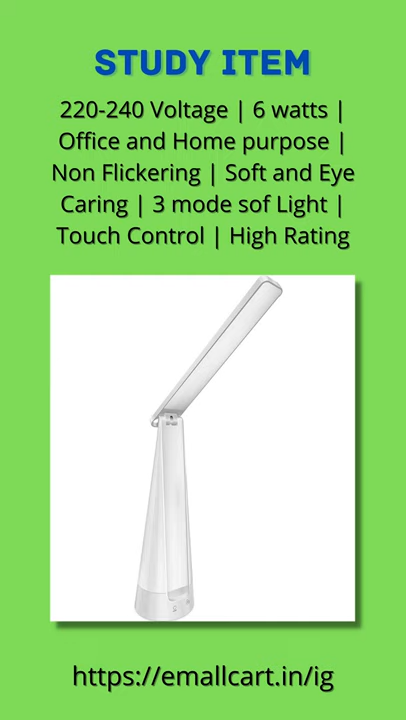 STUDY ITEM
220-240 Voltage | 6 watts |
Office and Home purpose |
Non Flickering | Soft and Eye
Caring | 3 mode sof Light |
Touch Control | High Rating
https://emallcart.in/ig